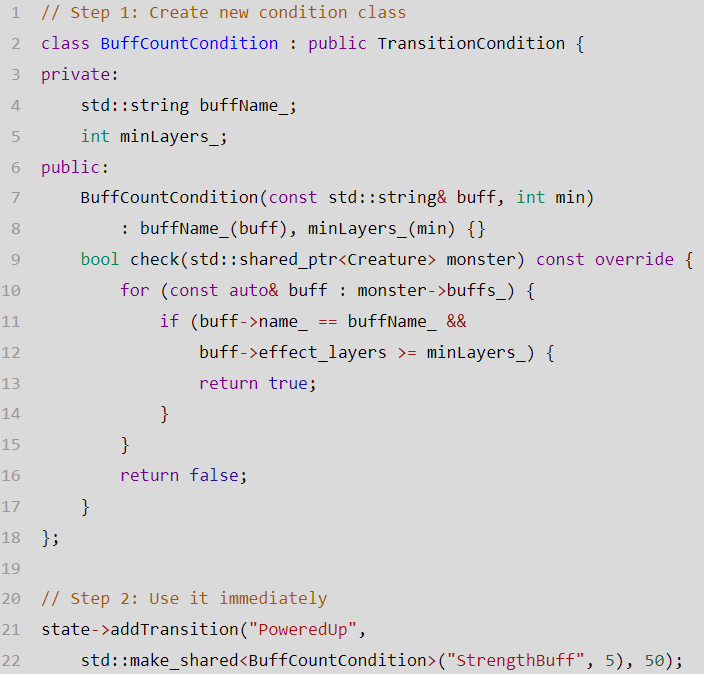 1 // Step 1: Create new condition class
2 class BuffCountCondition : public TransitionCondition {
3 private:
4     std::string buffName_;
5     int minLayers_;
6 public:
7     BuffCountCondition(const std::string& buff, int min)
8         : buffName_(buff), minLayers_(min) {}
9     bool check(std::shared_ptr<Creature> monster) const override {
10         for (const auto& buff : monster->buffs_) {
11             if (buff->name_ == buffName_ &&
12                 buff->effect_layers >= minLayers_) {
13                 return true;
14             }
15         }
16         return false;
17     }
18 };
19
20 // Step 2: Use it immediately
21 state->addTransition("PoweredUp",
22     std::make_shared<BuffCountCondition>("StrengthBuff", 5), 50);